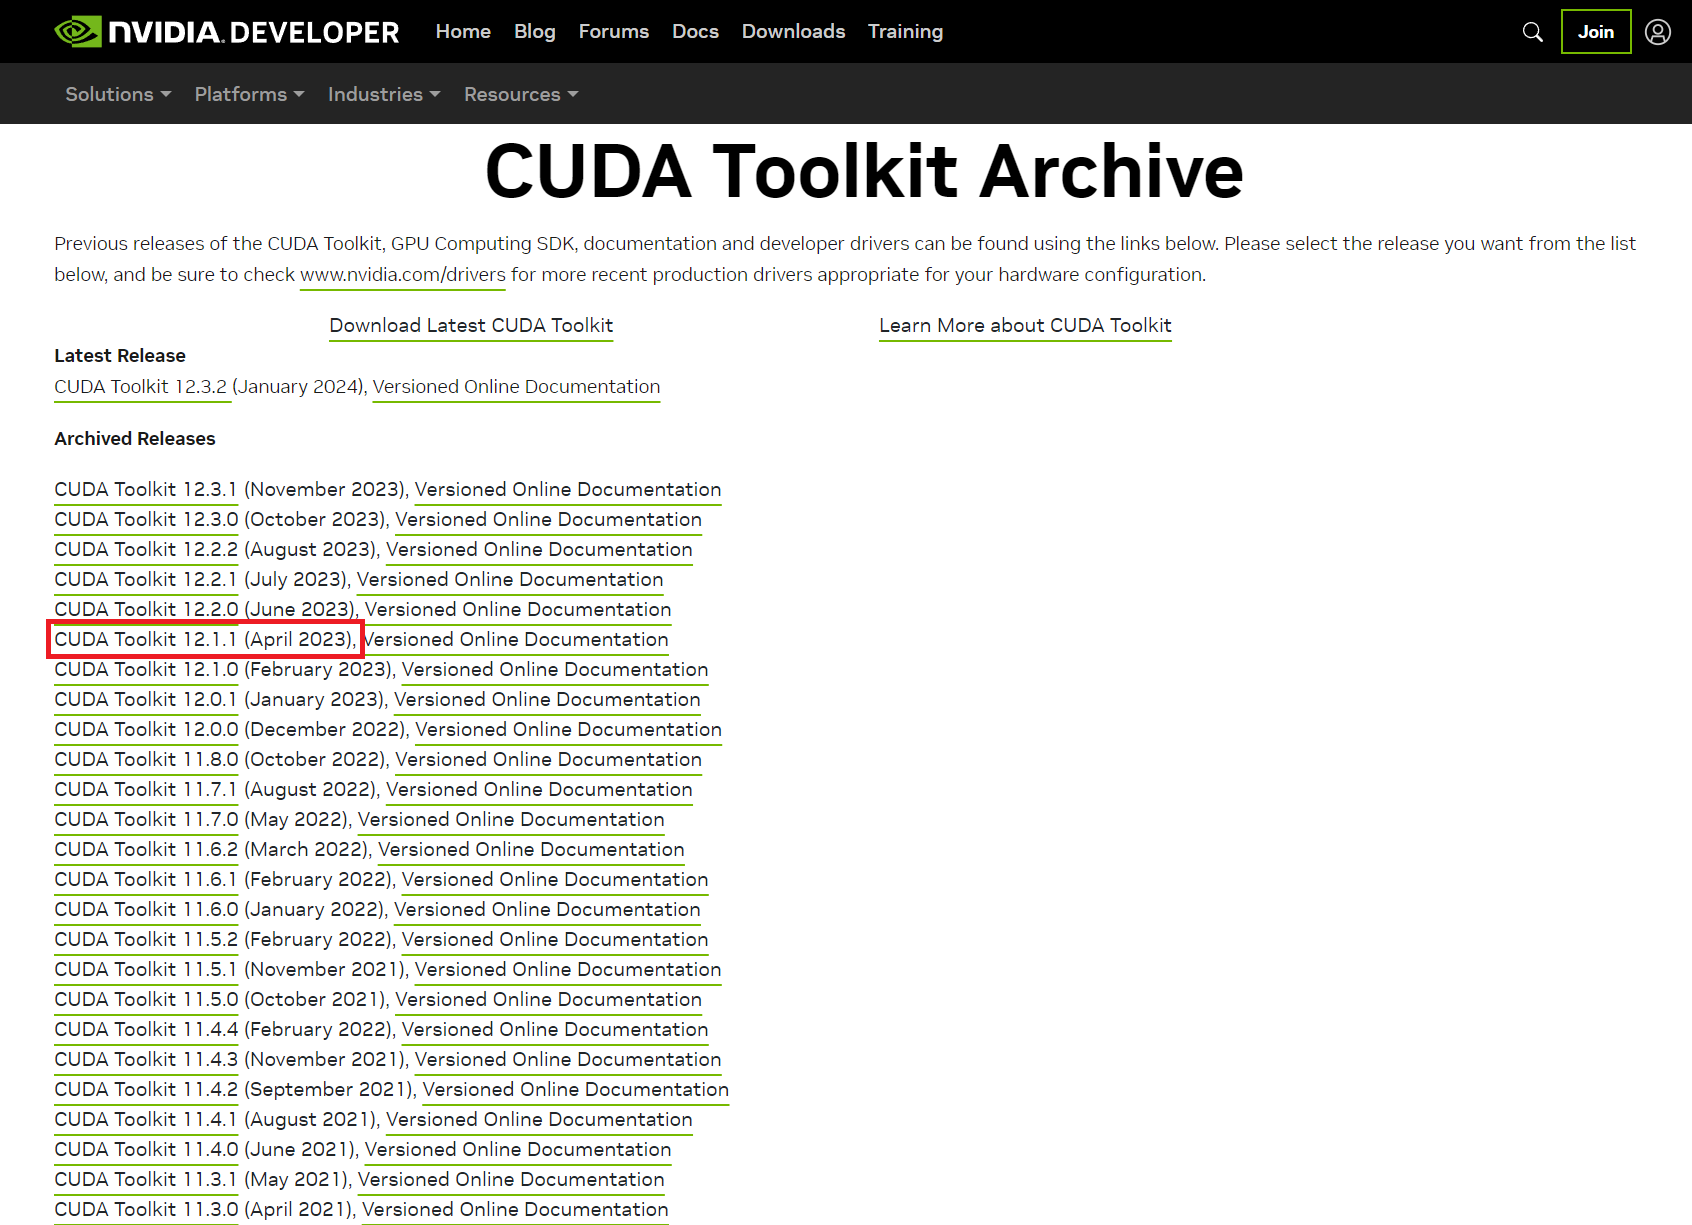 NVIDIA. DEVELOPER Home Blog Forums Docs Downloads Training Join
Solutions Platforms Industries Resources
CUDA Toolkit Archive
Previous releases of the CUDA Toolkit, GPU Computing SDK, documentation and developer drivers can be found using the links below. Please select the release you want from the list
below, and be sure to check www.nvidia.com/drivers for more recent production drivers appropriate for your hardware configuration.
Download Latest CUDA Toolkit Learn More about CUDA Toolkit
Latest Release
CUDA Toolkit 12.3.2 (January 2024), Versioned Online Documentation
Archived Releases
CUDA Toolkit 12.3.1 (November 2023), Versioned Online Documentation
CUDA Toolkit 12.3.0 (October 2023), Versioned Online Documentation
CUDA Toolkit 12.2.2 (August 2023), Versioned Online Documentation
CUDA Toolkit 12.2.1 (July 2023), Versioned Online Documentation
CUDA Toolkit 12.2.0 (June 2023), Versioned Online Documentation
CUDA Toolkit 12.1.1 (April 2023), Versioned Online Documentation
CUDA Toolkit 12.1.0 (February 2023), Versioned Online Documentation
CUDA Toolkit 12.0.1 (January 2023), Versioned Online Documentation
CUDA Toolkit 12.0.0 (December 2022), Versioned Online Documentation
CUDA Toolkit 11.8.0 (October 2022), Versioned Online Documentation
CUDA Toolkit 11.7.1 (August 2022), Versioned Online Documentation
CUDA Toolkit 11.7.0 (May 2022), Versioned Online Documentation
CUDA Toolkit 11.6.2 (March 2022), Versioned Online Documentation
CUDA Toolkit 11.6.1 (February 2022), Versioned Online Documentation
CUDA Toolkit 11.6.0 (January 2022), Versioned Online Documentation
CUDA Toolkit 11.5.2 (February 2022), Versioned Online Documentation
CUDA Toolkit 11.5.1 (November 2021), Versioned Online Documentation
CUDA Toolkit 11.5.0 (October 2021), Versioned Online Documentation
CUDA Toolkit 11.4.4 (February 2022), Versioned Online Documentation
CUDA Toolkit 11.4.3 (November 2021), Versioned Online Documentation
CUDA Toolkit 11.4.2 (September 2021), Versioned Online Documentation
CUDA Toolkit 11.4.1 (August 2021), Versioned Online Documentation
CUDA Toolkit 11.4.0 (June 2021), Versioned Online Documentation
CUDA Toolkit 11.3.1 (May 2021), Versioned Online Documentation
CUDA Toolkit 11.3.0 (April 2021), Versioned Online Documentation